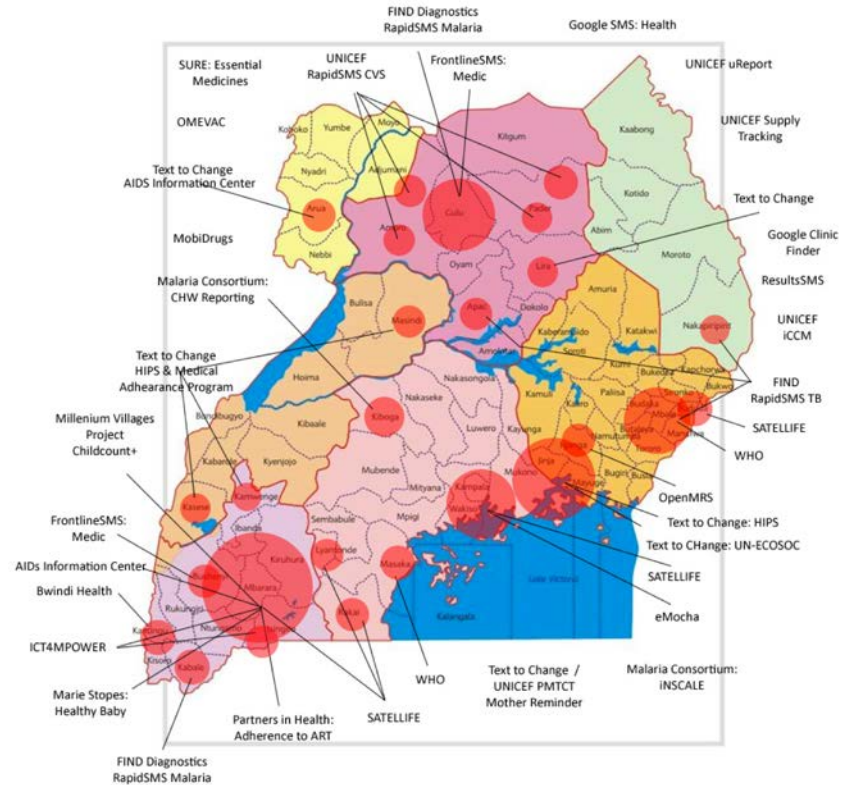 FIND Diagnostics
RapidSMS Malaria
Google SMS: Health
UNICEF
RapidSMS CVS
FrontlineSMS:
Medic
SURE: Essential
Medicines
UNICEF uReport
OMEVAC
UNICEF Supply
Tracking
Text to Change
AIDS Information Center
Text to Change
MobiDrugs
Google Clinic
Finder
Malaria Consortium:
CHW Reporting
ResultsSMS
UNICEF
iCCM
Text to Change
HIPS & Medical
Adhearance Program
FIND
RapidSMS TB
Millenium Villages
Project
Childcount+
SATELLIFE
WHO
OpenMRS
FrontlineSMS:
Medic
Text to Change: HIPS
Text to CHange: UN-ECOSOC
AIDs Information Center
SATELLIFE
Bwindi Health
eMocha
ICT4MPOWER
WHO
Text to Change /
UNICEF PMTCT
Mother Reminder
Malaria Consortium:
iNSCALE
Marie Stopes:
Healthy Baby
Partners in Health:
Adherence to ART
SATELLIFE
FIND Diagnostics
RapidSMS Malaria
Koboko
Yumbe
Moyo
Kitgum
Kaabong
Nyadri
Adjumani
Kotido
Arua
Gulu
Pader
Abim
Nebbi
Amuru
Oyam
Lira
Moroto
Bulisa
Apac
Dokolo
Amuria
Masindi
Kaberamaido
Katakwi
Nakapiripirit
Amolatar
Soroti
Kumi
Hoima
Nakasongola
Bukedea
Kapchorwa
Bukwo
Nakaseke
Kamuli
Pallisa
Bundibugyo
Kiboga
Kaliro
Budaka
Kibaale
Luwero
Kayunga
Butaleja
Manafwa
Kabarole
Kyenjojo
Namutumba
Tororo
Mubende
Mukono
Jinja
Mityana
Bugiri
Busia
Kasese
Kamwenge
Kampala
Mayuge
Wakiso
Ibanda
Sembabule
Mpigi
Kiruhura
Lyantonde
Masaka
Mbarara
Lake Victoria
Rukungiri
Rakai
Kalangala
Ntungamo
Kisoro
Kabale